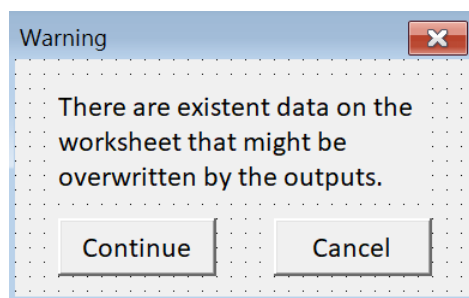 Warning
There are existent data on the
worksheet that might be
overwritten by the outputs.
Continue Cancel